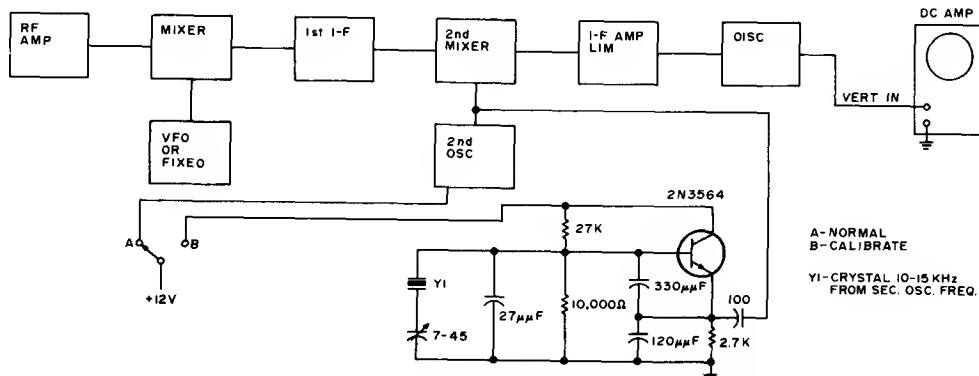 RF
AMP
MIXER
1st I-F
2nd
MIXER
I-F AMP
LIM
OISC
DC AMP
VERT IN
VFO
OR
FIXEO
2nd
OSC
2N3564
A
B
+12V
27K
Y1
7-45
27µµF
10,000Ω
330µµF
120µµF
100
2.7K
A-NORMAL
B-CALIBRATE
Y1-CRYSTAL 10-15 KHz
FROM SEC. OSC. FREQ.